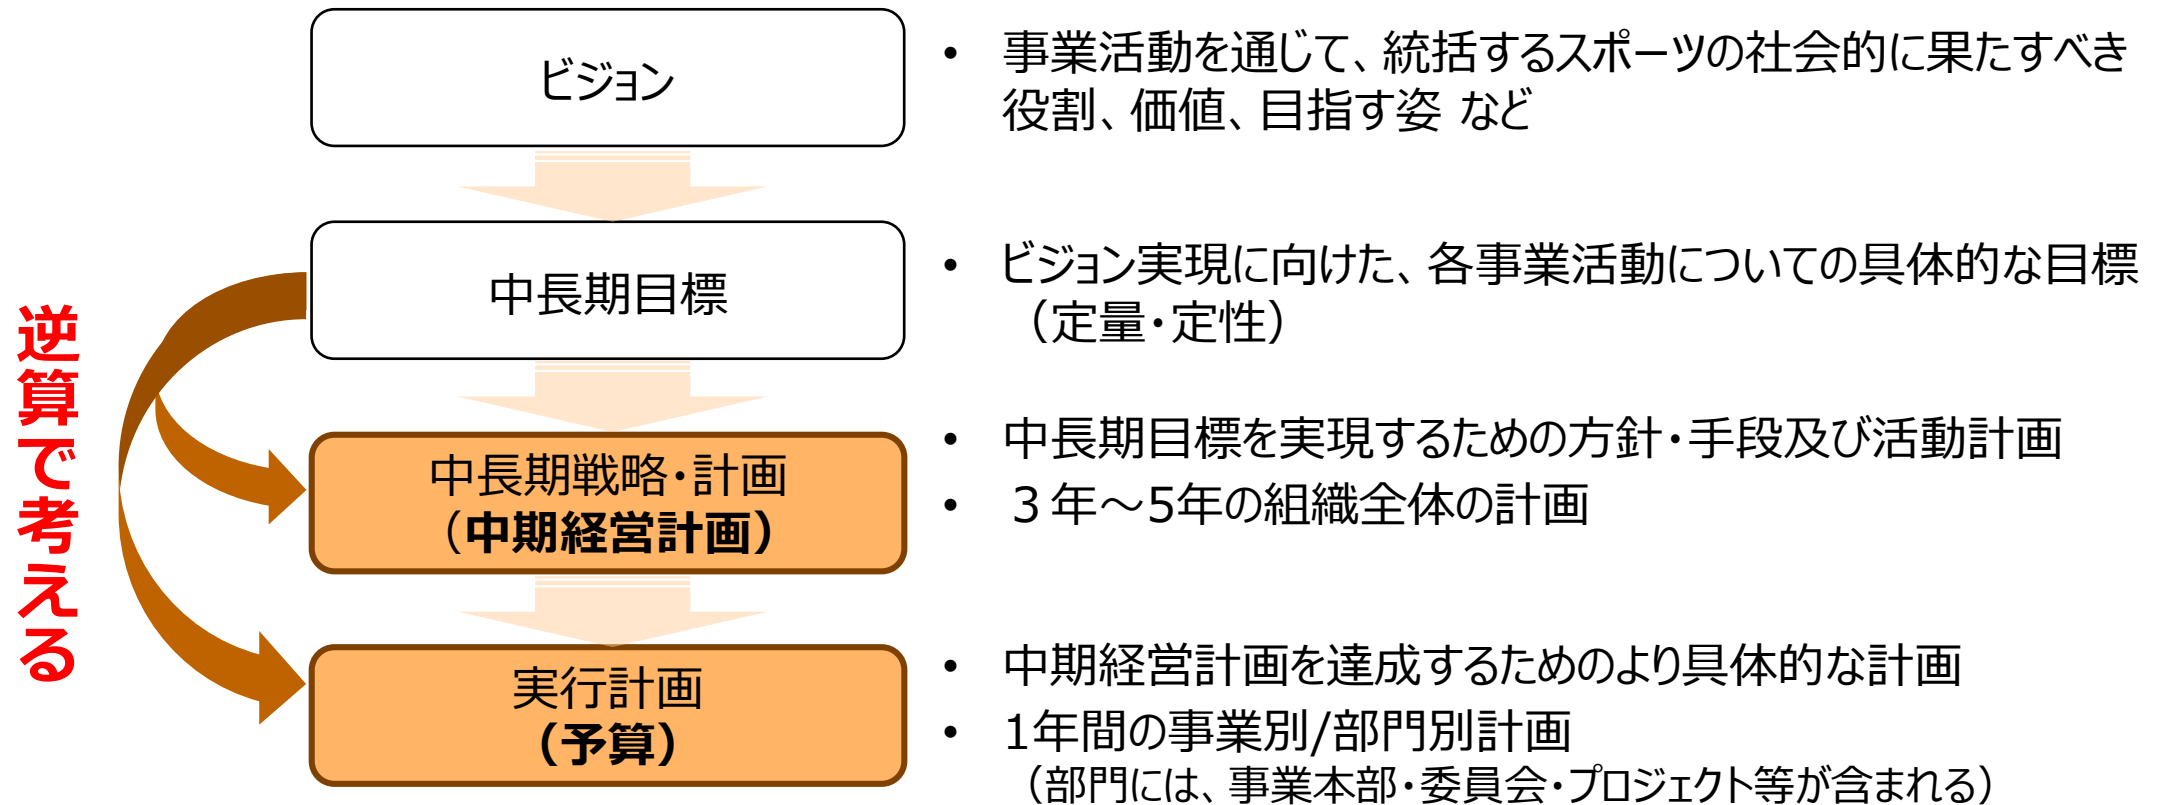 ビジョン
• 事業活動を通じて、統括するスポーツの社会的に果たすべき
役割、価値、目指す姿 など
逆算で考える
中長期目標
• ビジョン実現に向けた、各事業活動についての具体的な目標
（定量・定性）
中長期戦略・計画
（中期経営計画）
• 中長期目標を実現するための方針・手段及び活動計画
• ３年～5年の組織全体の計画
実行計画
（予算）
• 中期経営計画を達成するためのより具体的な計画
• 1年間の事業別/部門別計画
（部門には、事業本部・委員会・プロジェクト等が含まれる）